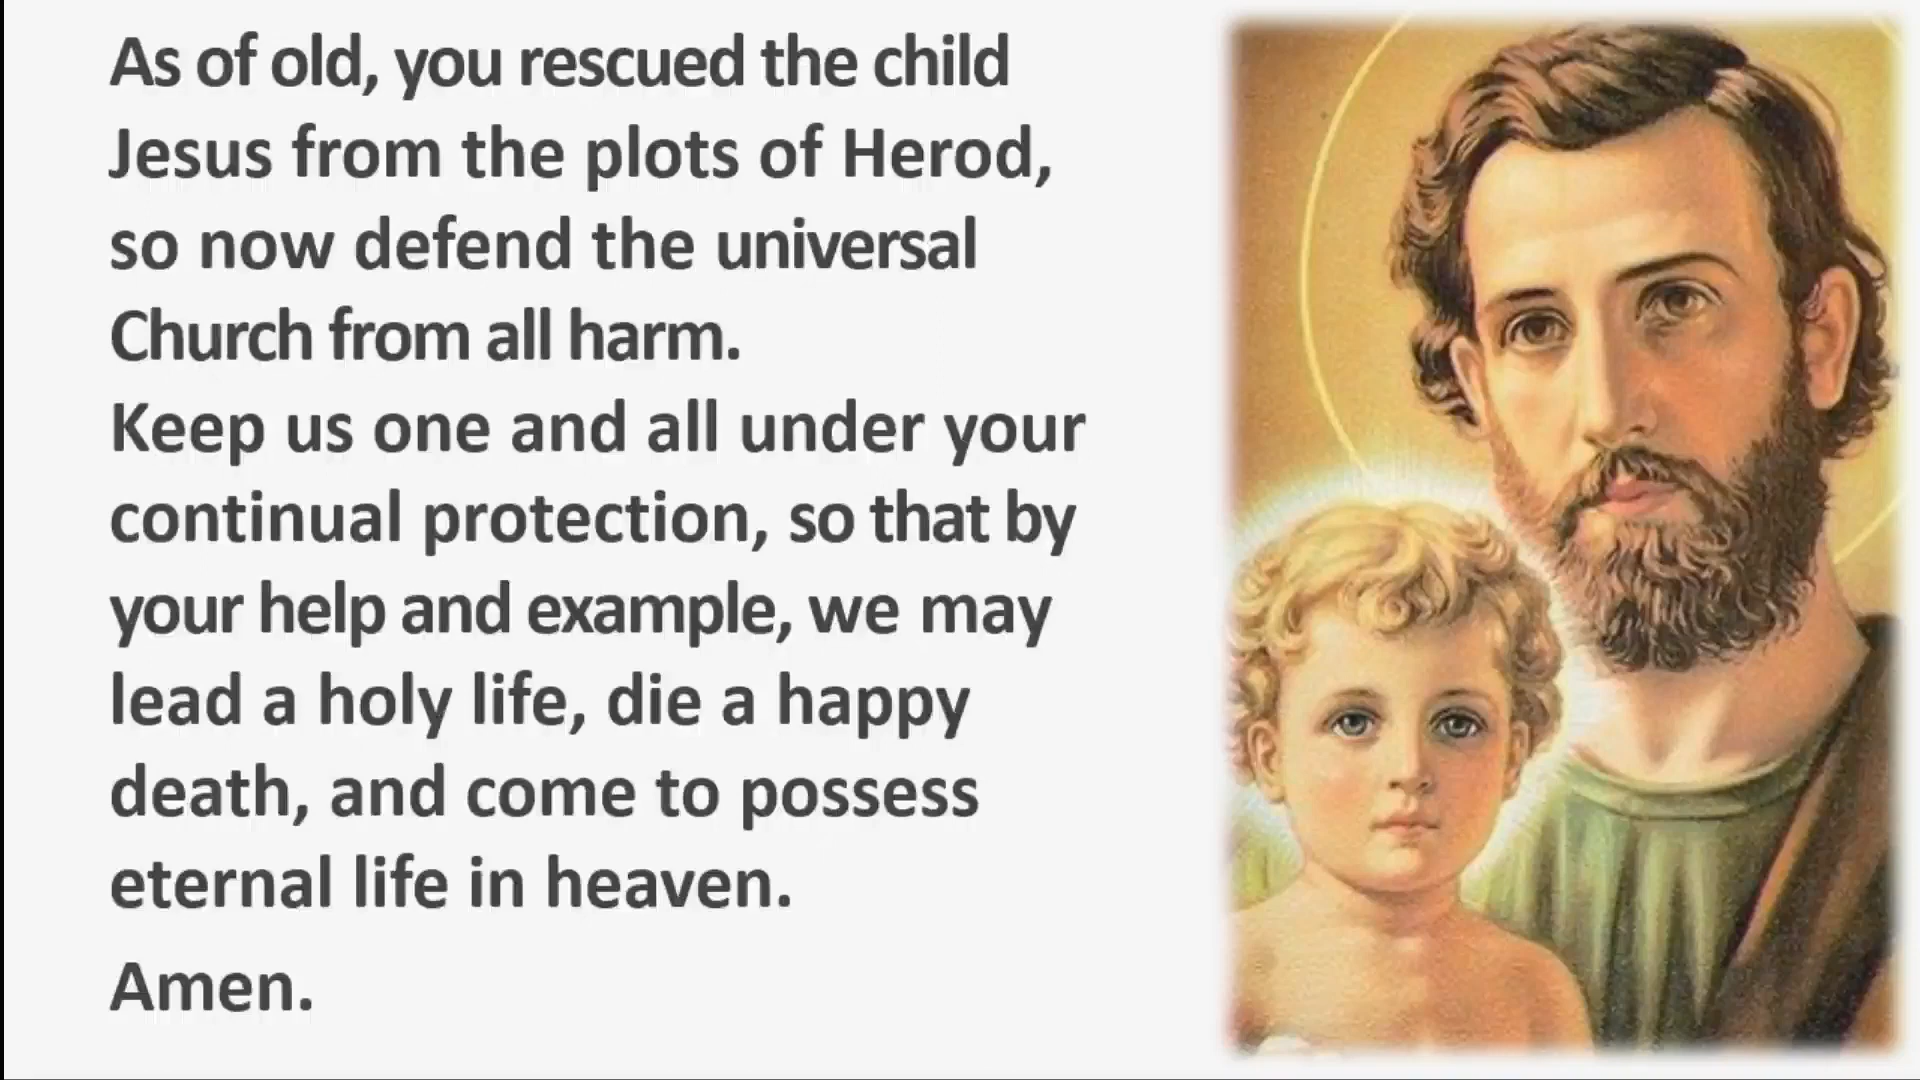 As of old, you rescued the child
Jesus from the plots of Herod,
so now defend the universal
Church from all harm.
Keep us one and all under your
continual protection, so that by
your help and example, we may
lead a holy life, die a happy
death, and come to possess
eternal life in heaven.
Amen.